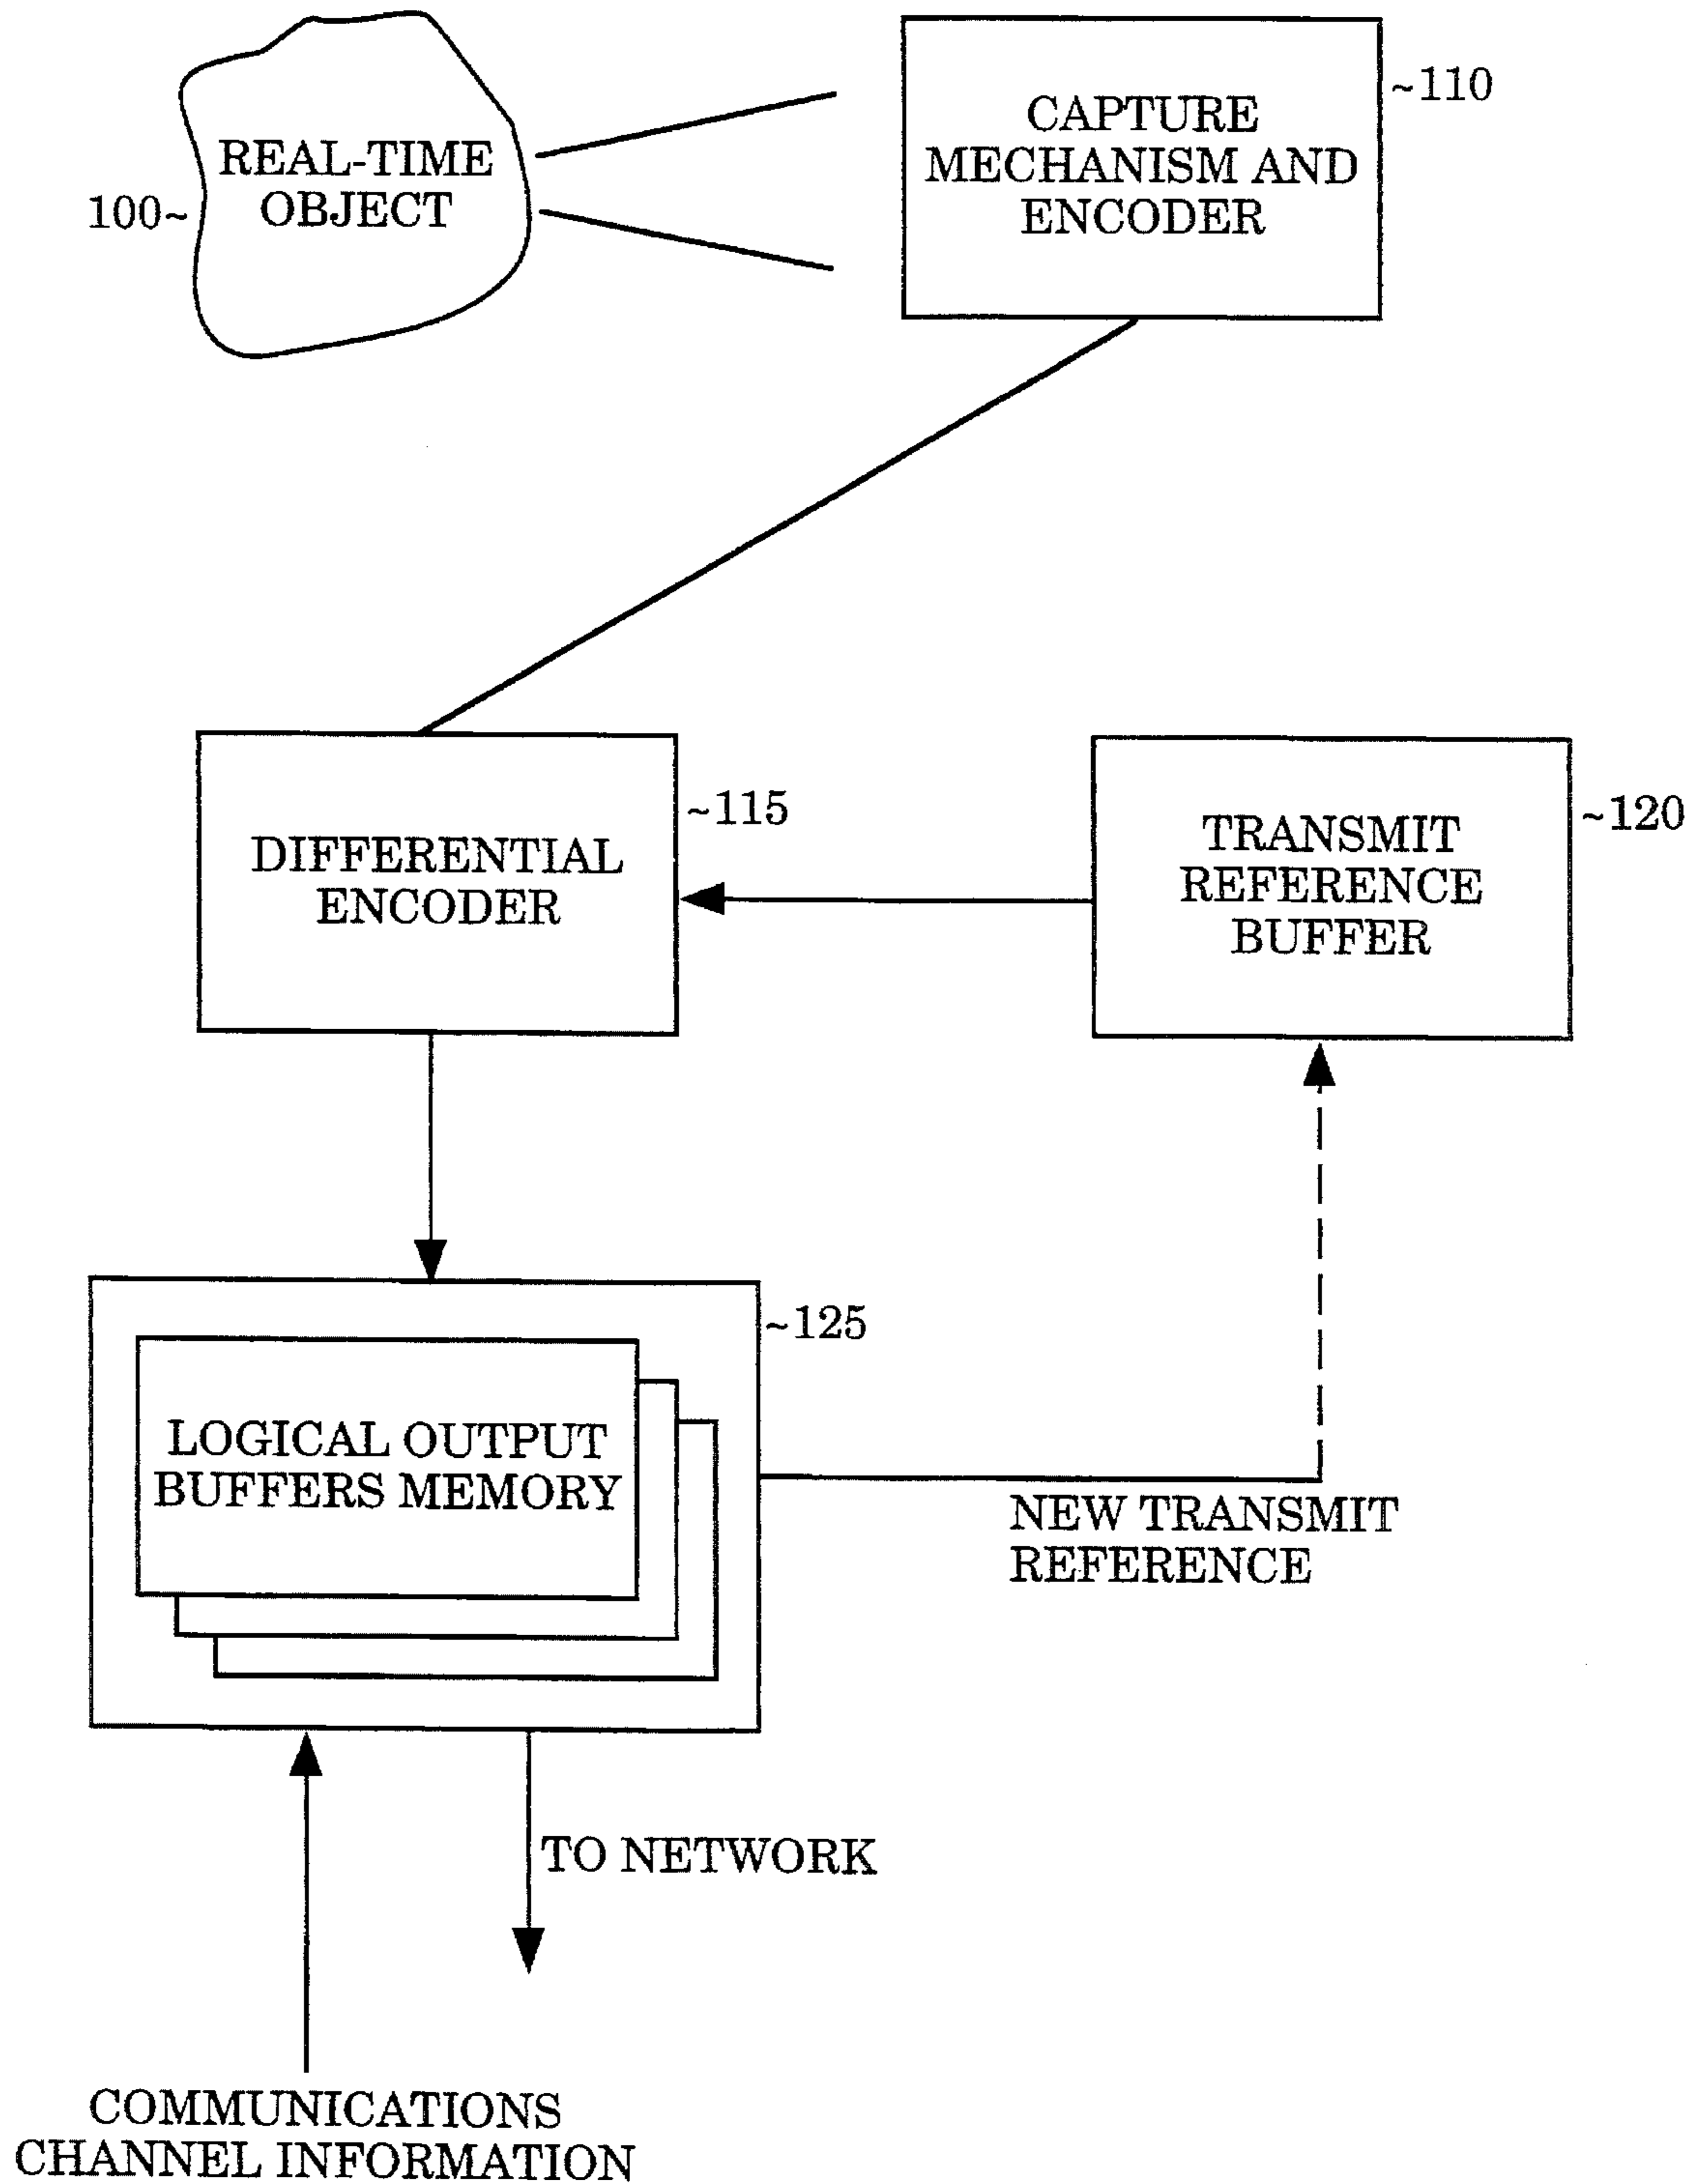 REAL-TIME
OBJECT
100~
CAPTURE
MECHANISM AND
ENCODER
~110
DIFFERENTIAL
ENCODER
~115
TRANSMIT
REFERENCE
BUFFER
~120
~125
LOGICAL OUTPUT
BUFFERS MEMORY
NEW TRANSMIT
REFERENCE
TO NETWORK
COMMUNICATIONS
CHANNEL INFORMATION